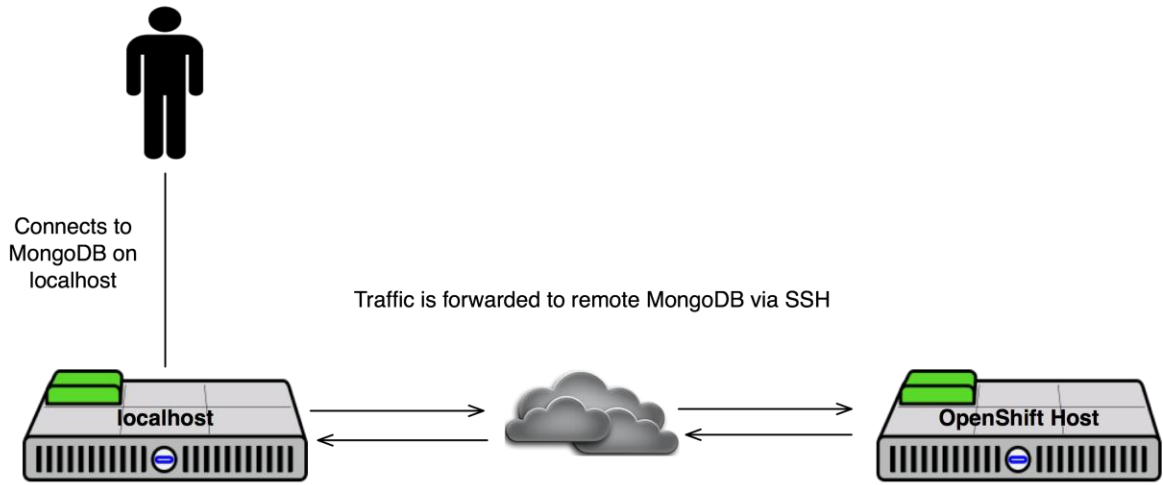 Connects to
MongoDB on
localhost
Traffic is forwarded to remote MongoDB via SSH
localhost
OpenShift Host